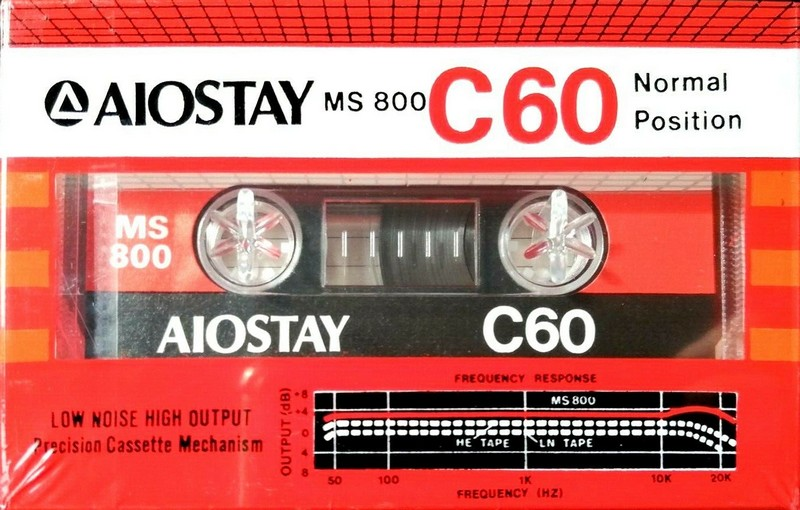 AIOSTAY MS 800 C60 Normal Position
MS
800
AIOSTAY C60
LOW NOISE HIGH OUTPUT
Precision Cassette Mechanism
FREQUENCY RESPONSE
OUTPUT (dB)
+8
+4
0
4
8
MS 800
HE TAPE LN TAPE
50 100 1K 10K 20K
FREQUENCY (HZ)